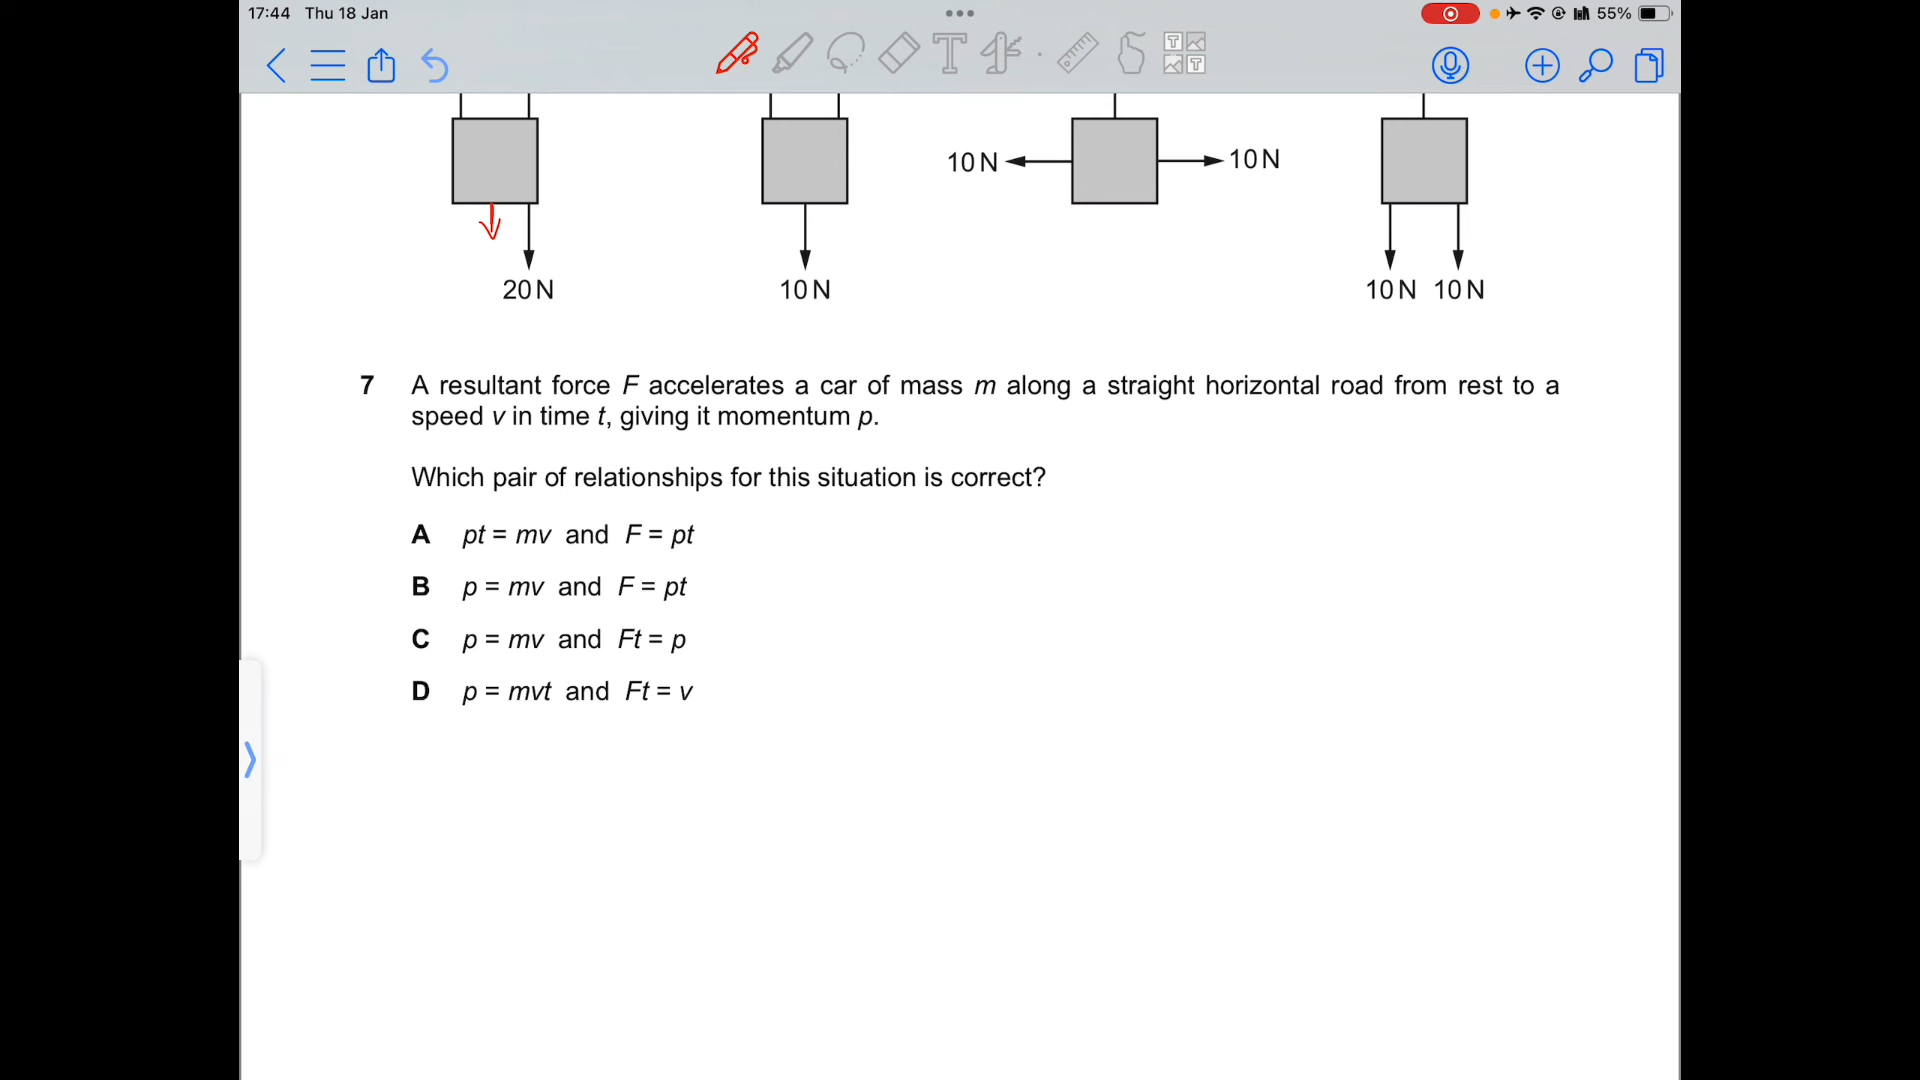 17:44 Thu 18 Jan
55%
10 N
10 N
20 N
10 N
10 N 10 N
7 A resultant force F accelerates a car of mass m along a straight horizontal road from rest to a
speed v in time t, giving it momentum p.
Which pair of relationships for this situation is correct?
A pt = mv and F = pt
B p = mv and F = pt
C p = mv and Ft = p
D p = mvt and Ft = v